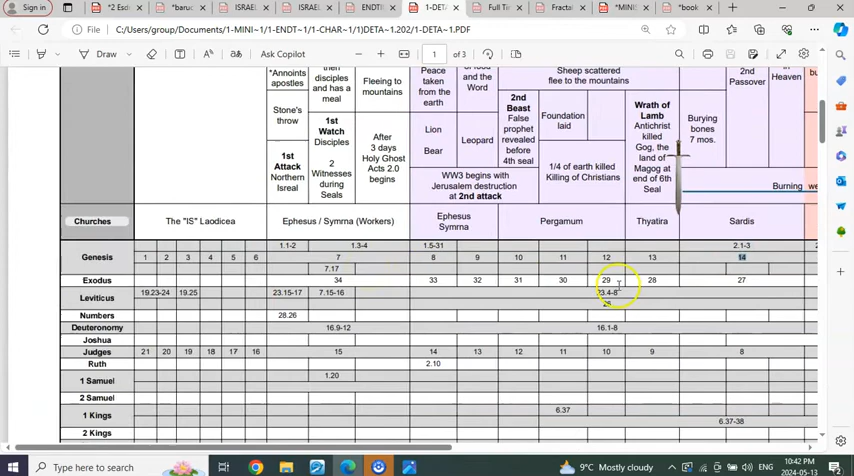 Sign in
*2 Esd
*baruc
ISRAEL
ISRAEL
ENDTI
1-DETA
Full Tim
Fractal
*MINI
*book
File
C:/Users/group/Documents/1-MINI~1/1-ENDT~1/1-CHAR~1/1)DETA~1.202/1-DETA~1.PDF
Draw
Ask Copilot
1 of 3
*Annoints apostles
then disciples and has a meal
Fleeing to mountains
Peace taken from the earth
and the Word
Sheep scattered
flee to the mountains
2nd Passover
in Heaven
Stone's throw
1st Watch
Disciples
2 Witnesses during Seals
After 3 days Holy Ghost Acts 2.0 begins
Lion
Bear
Leopard
2nd Beast
False prophet revealed before 4th seal
Foundation laid
Wrath of Lamb
Antichrist killed Gog, the land of Magog at end of 6th Seal
Burying bones 7 mos.
1st Attack
Northern Isreal
WW3 begins with Jerusalem destruction at 2nd attack
1/4 of earth killed
Killing of Christians
Burning we
Churches The "IS" Laodicea Ephesus / Symrna (Workers) Ephesus Symrna Pergamum Thyatira Sardis
1.1-2 1.3-4 1.5-31 2.1-3
Genesis 1 2 3 4 5 6 7 8 9 10 11 12 13 14
7.17
Exodus 34 33 32 31 30 29 28 27
Leviticus 19.23-24 19.25 23.15-17 7.15-16 23.4-8
Numbers 28.26
Deuteronomy 16.9-12 16.1-8
Joshua
Judges 21 20 19 18 17 16 15 14 13 12 11 10 9 8
Ruth 2.10
1 Samuel 1.20
2 Samuel
1 Kings 6.37
6.37-38
2 Kings
Type here to search
9°C Mostly cloudy
ENG
10:42 PM
2024-05-13